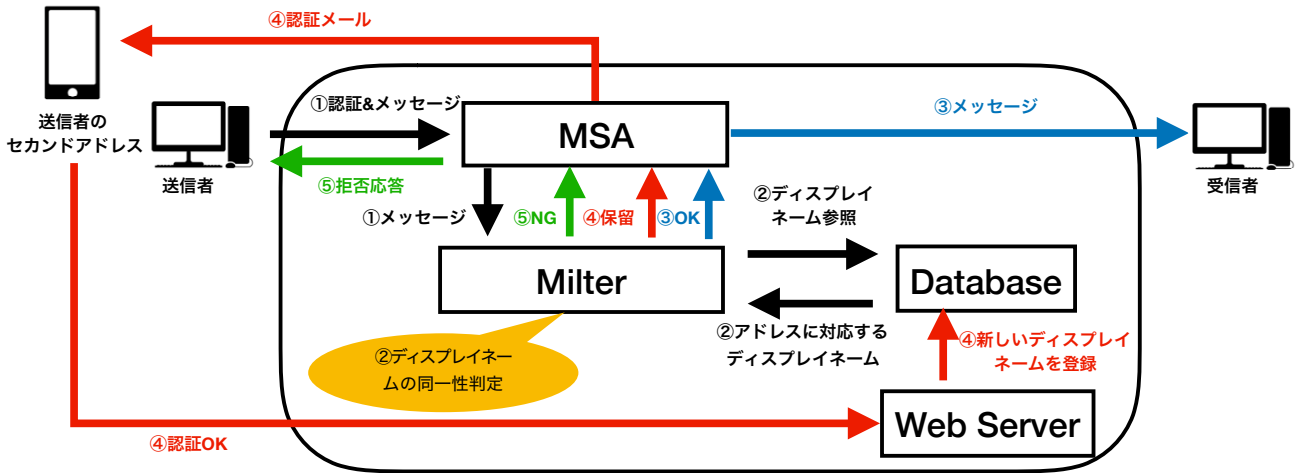 ④認証メール
送信者の
セカンドアドレス
送信者
①認証&メッセージ
MSA
③メッセージ
受信者
⑤拒否応答
①メッセージ
⑤NG
④保留
③OK
②ディスプレイ
ネーム参照
Milter
Database
②アドレスに対応する
ディスプレイネーム
②ディスプレイネー
ムの同一性判定
④新しいディスプレイ
ネームを登録
Web Server
④認証OK